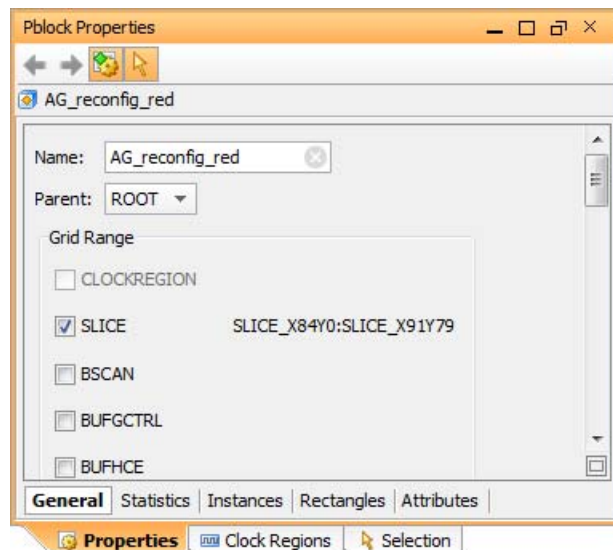 Pblock Properties
AG_reconfig_red
Name: AG_reconfig_red
Parent: ROOT
Grid Range
CLOCKREGION
SLICE SLICE_X84Y0:SLICE_X91Y79
BSCAN
BUFGCTRL
BUFHCE
General Statistics Instances Rectangles Attributes
Properties Clock Regions Selection